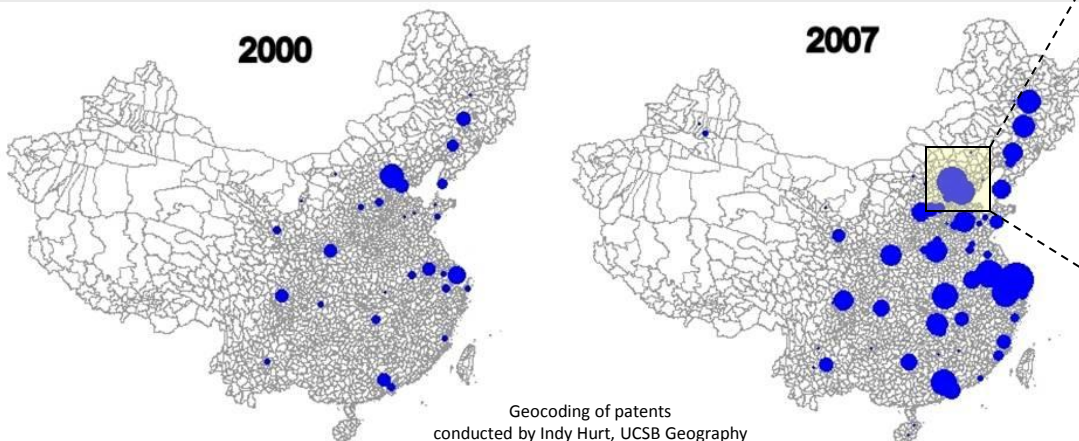 2000
2007
Geocoding of patents
conducted by Indy Hurt, UCSB Geography